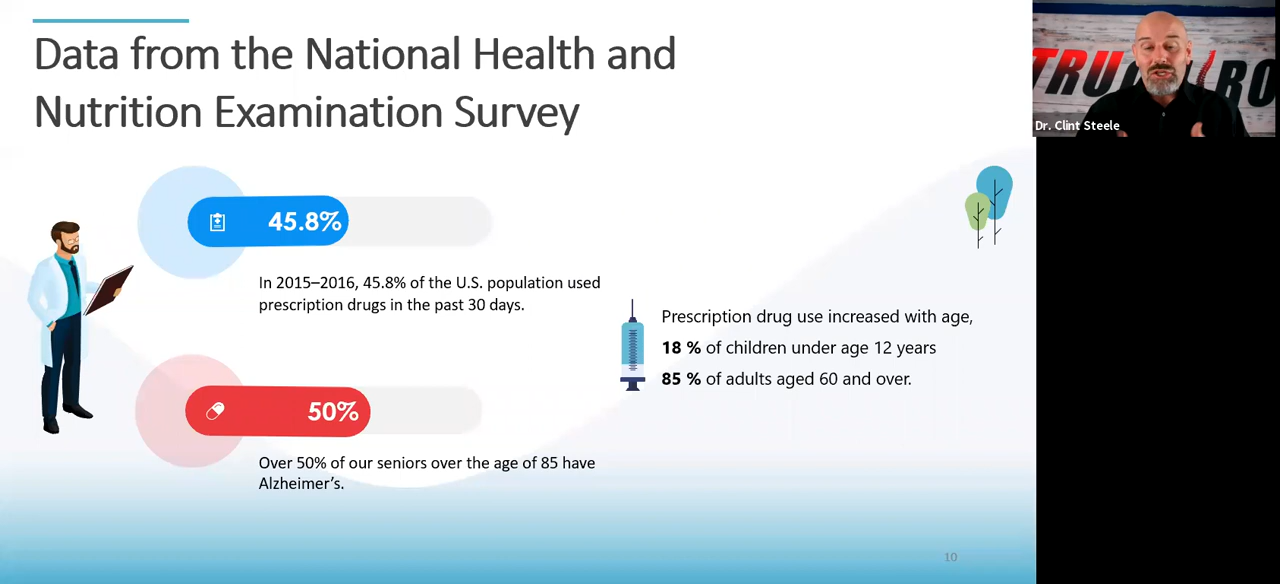 Data from the National Health and
Nutrition Examination Survey
45.8%
In 2015–2016, 45.8% of the U.S. population used
prescription drugs in the past 30 days.
50%
Over 50% of our seniors over the age of 85 have
Alzheimer's.
Prescription drug use increased with age,
18 % of children under age 12 years
85 % of adults aged 60 and over.
10
Dr. Clint Steele